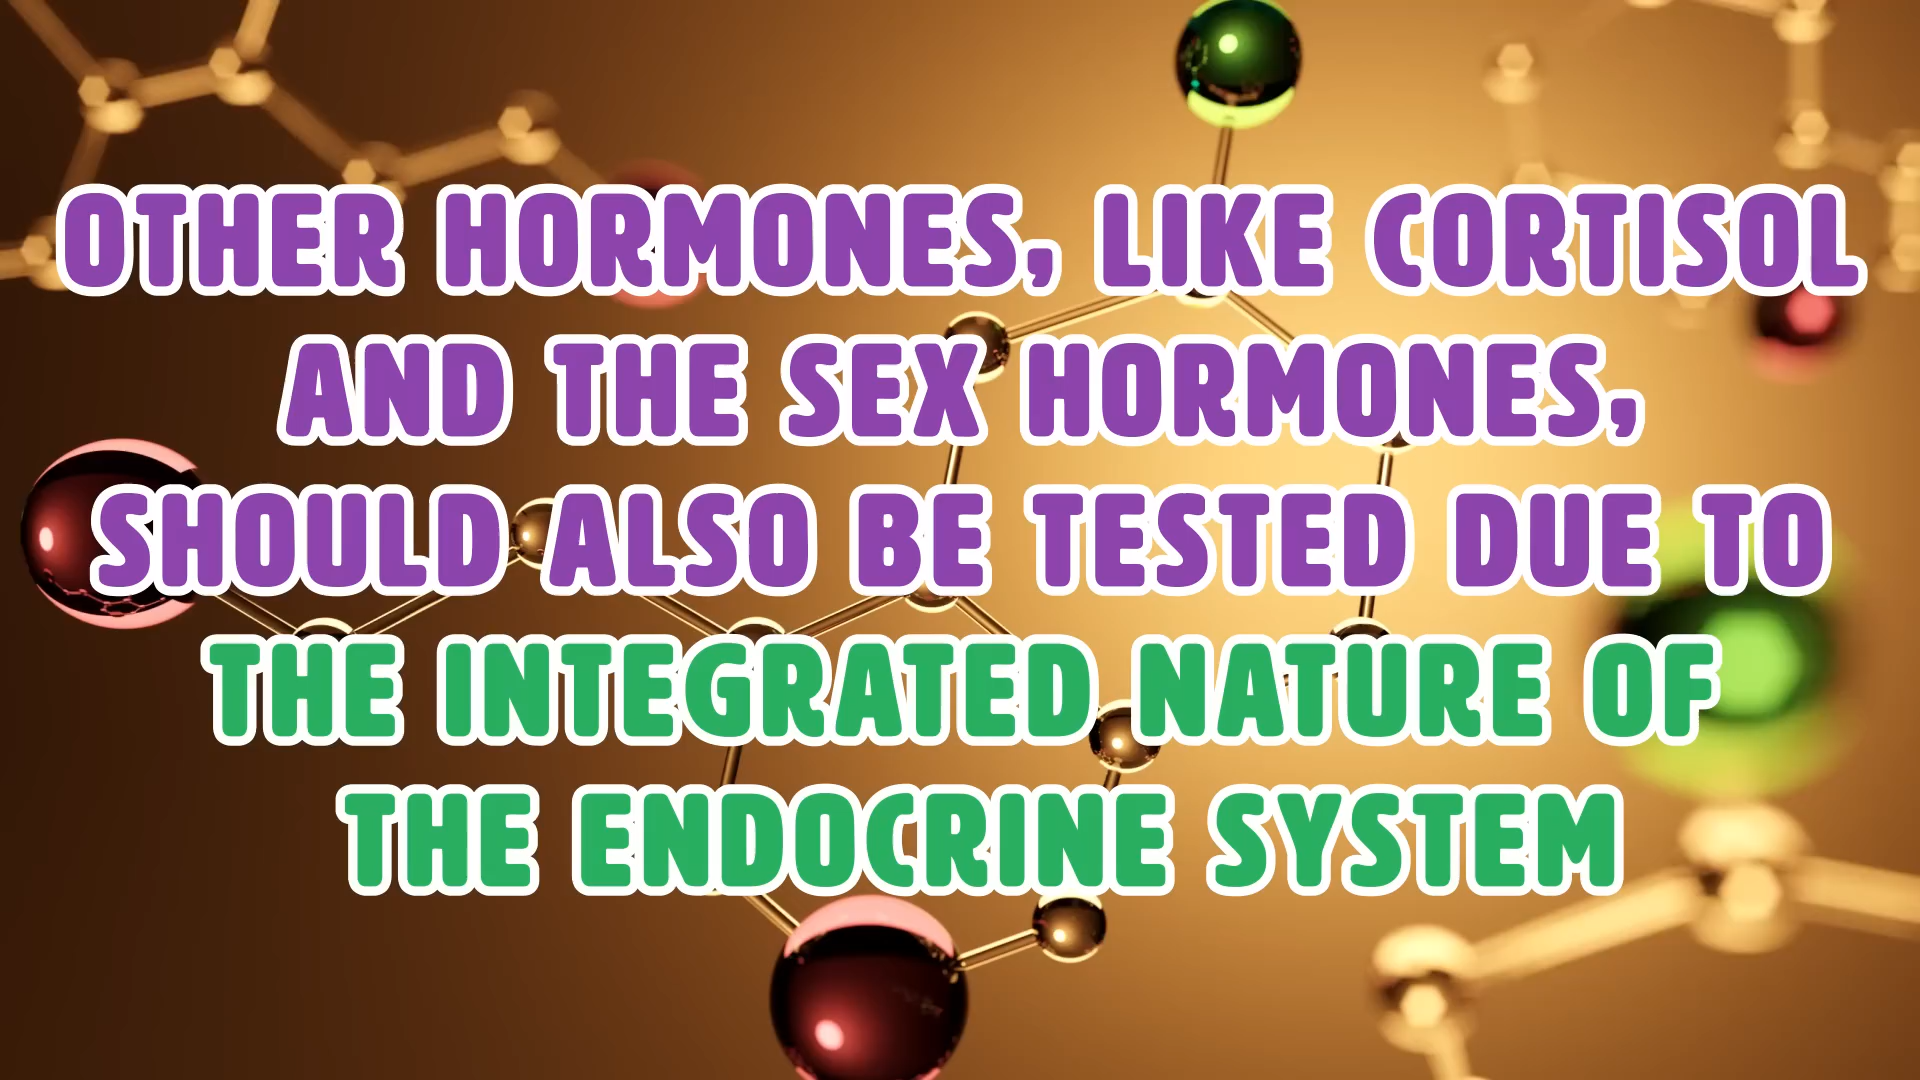 OTHER HORMONES, LIKE CORTISOL
AND THE SEX HORMONES,
SHOULD ALSO BE TESTED DUE TO
THE INTEGRATED NATURE OF
THE ENDOCRINE SYSTEM